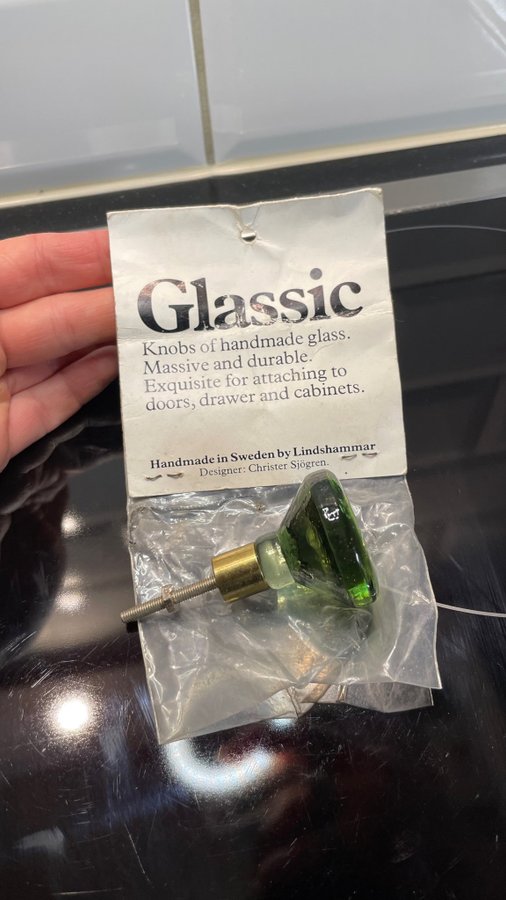 Glassic
Knobs of handmade glass.
Massive and durable.
Exquisite for attaching to
doors, drawer and cabinets.
Handmade in Sweden by Lindshammar
Designer: Christer Sjögren.